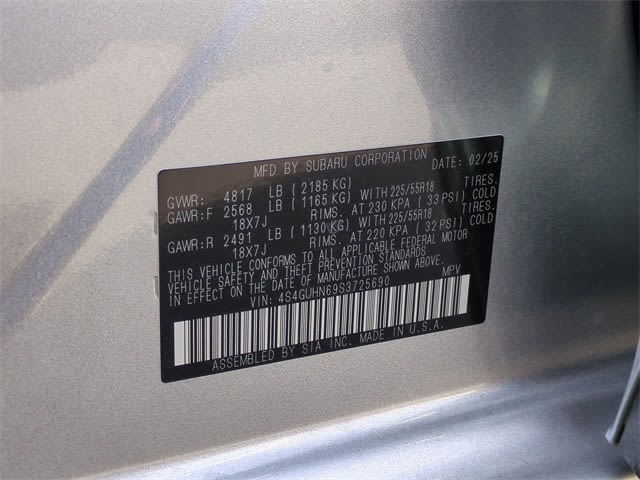 MFD BY SUBARU CORPORATION DATE: 02/25
GVWR: 4817 LB (2185 KG)
GAWR:F 2568 LB (1165 KG) WITH 225/55R18 TIRES.
18X7J RIMS. AT 230 KPA (33 PSI) COLD
GAWR:R 2491 LB (1130 KG) WITH 225/55R18 TIRES.
18X7J RIMS. AT 220 KPA (32 PSI) COLD
THIS VEHICLE CONFORMS TO ALL APPLICABLE FEDERAL MOTOR
VEHICLE SAFETY AND THEFT PREVENTION STANDARDS
IN EFFECT ON THE DATE OF MANUFACTURE SHOWN ABOVE.
VIN: 4S4GUHN69S3725690 MPV
ASSEMBLED BY SIA INC. MADE IN U.S.A.